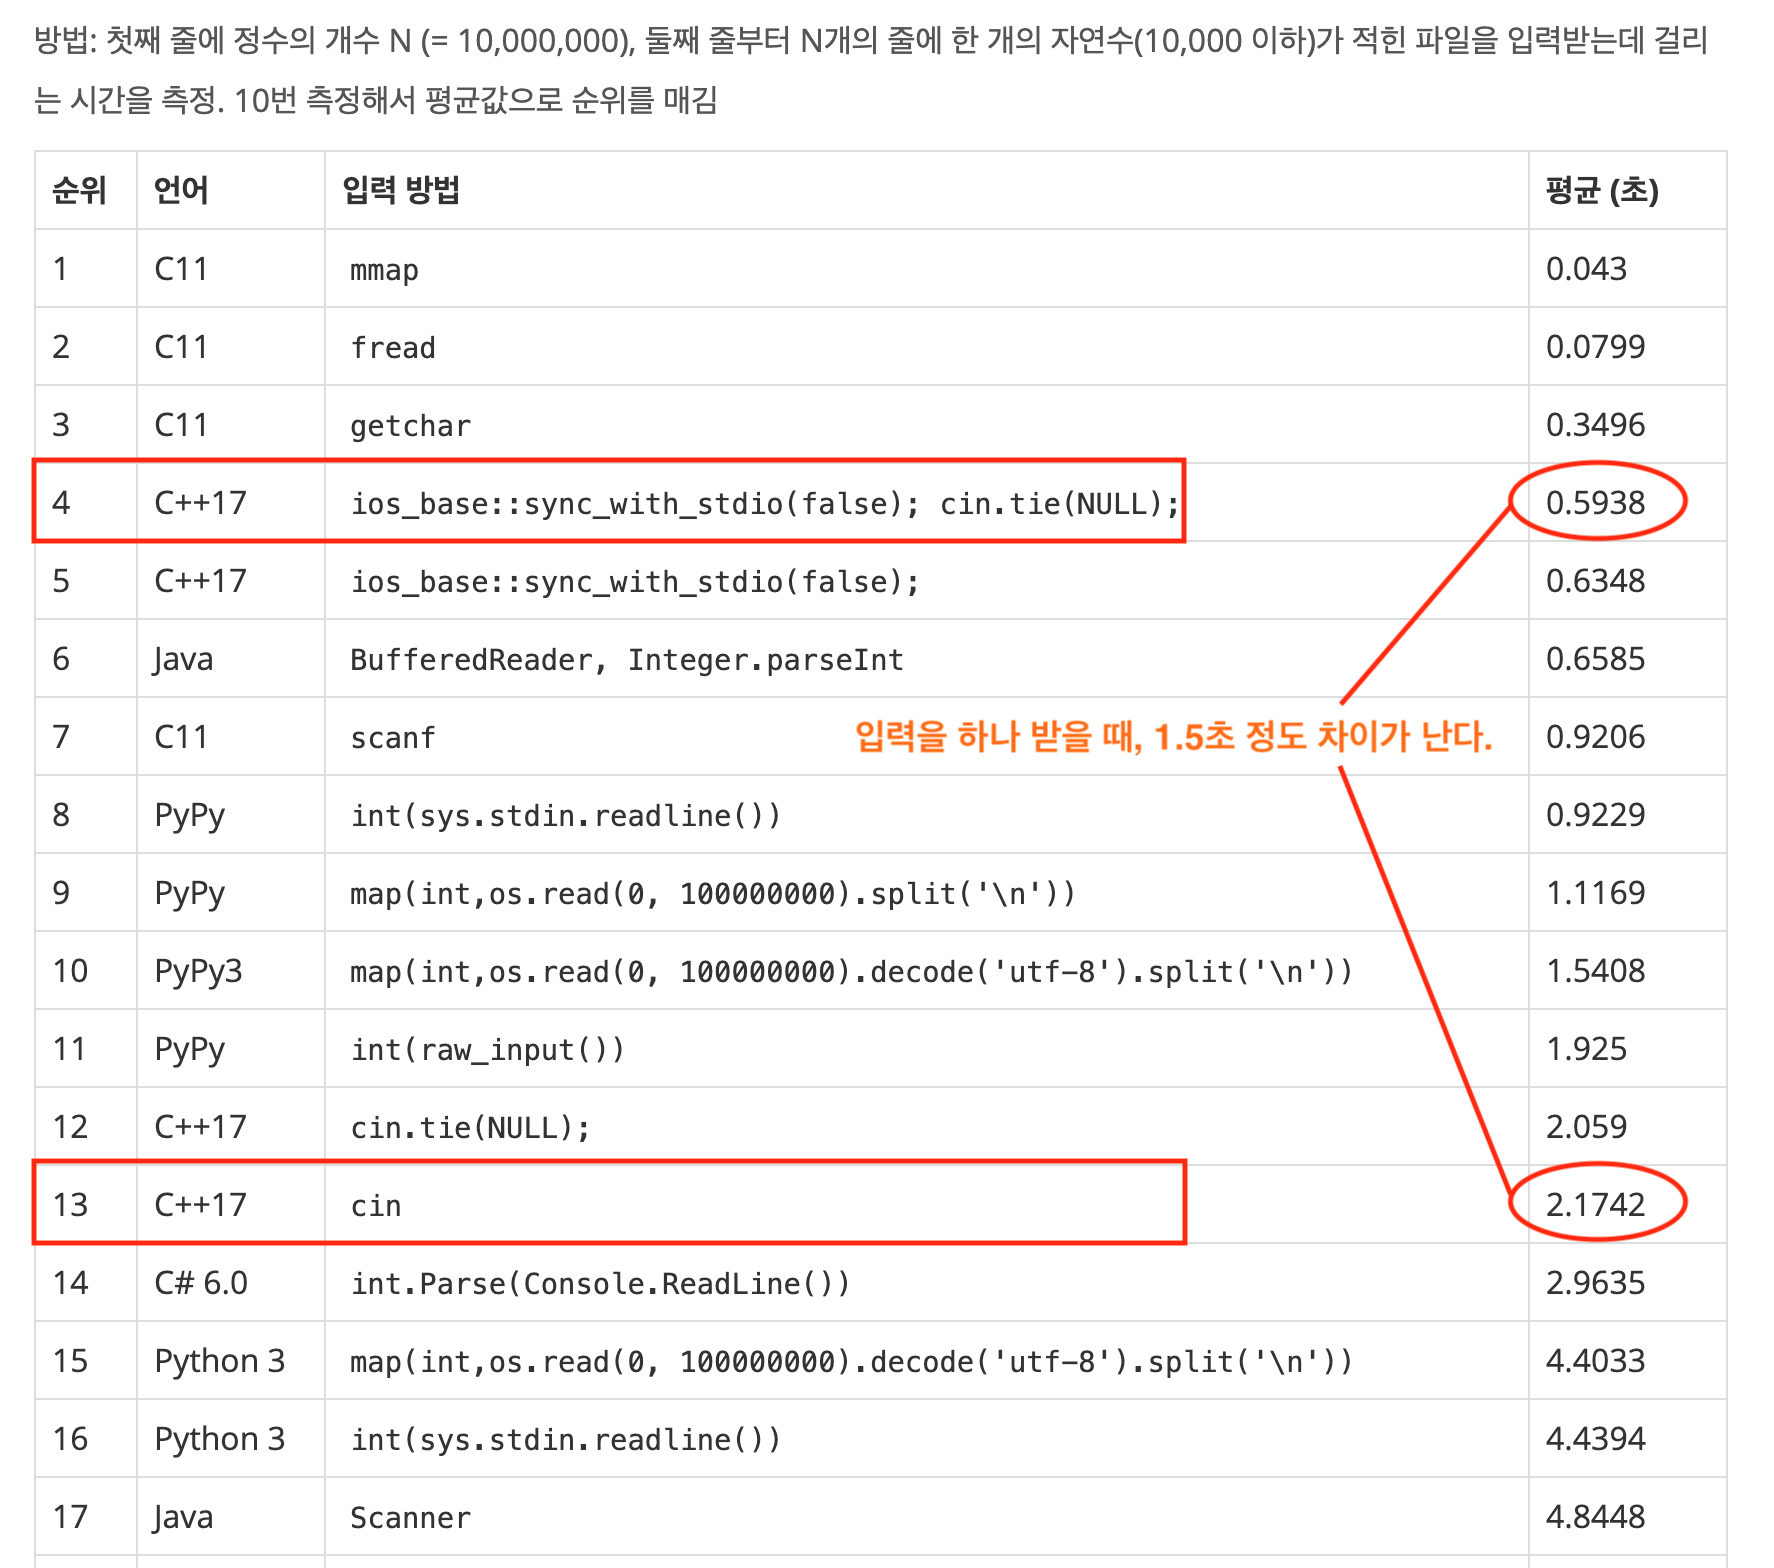 방법: 첫째 줄에 정수의 개수 N (= 10,000,000), 둘째 줄부터 N개의 줄에 한 개의 자연수(10,000 이하)가 적힌 파일을 입력받는데 걸리
는 시간을 측정. 10번 측정해서 평균값으로 순위를 매김
순위 언어 입력 방법 평균 (초)
1 C11 mmap 0.043
2 C11 fread 0.0799
3 C11 getchar 0.3496
4 C++17 ios_base::sync_with_stdio(false); cin.tie(NULL); 0.5938
5 C++17 ios_base::sync_with_stdio(false); 0.6348
6 Java BufferedReader, Integer.parseInt 0.6585
7 C11 scanf 입력을 하나 받을 때, 1.5초 정도 차이가 난다. 0.9206
8 PyPy int(sys.stdin.readline()) 0.9229
9 PyPy map(int,os.read(0, 100000000).split('\n')) 1.1169
10 PyPy3 map(int,os.read(0, 100000000).decode('utf-8').split('\n')) 1.5408
11 PyPy int(raw_input()) 1.925
12 C++17 cin.tie(NULL); 2.059
13 C++17 cin 2.1742
14 C# 6.0 int.Parse(Console.ReadLine()) 2.9635
15 Python 3 map(int,os.read(0, 100000000).decode('utf-8').split('\n')) 4.4033
16 Python 3 int(sys.stdin.readline()) 4.4394
17 Java Scanner 4.8448